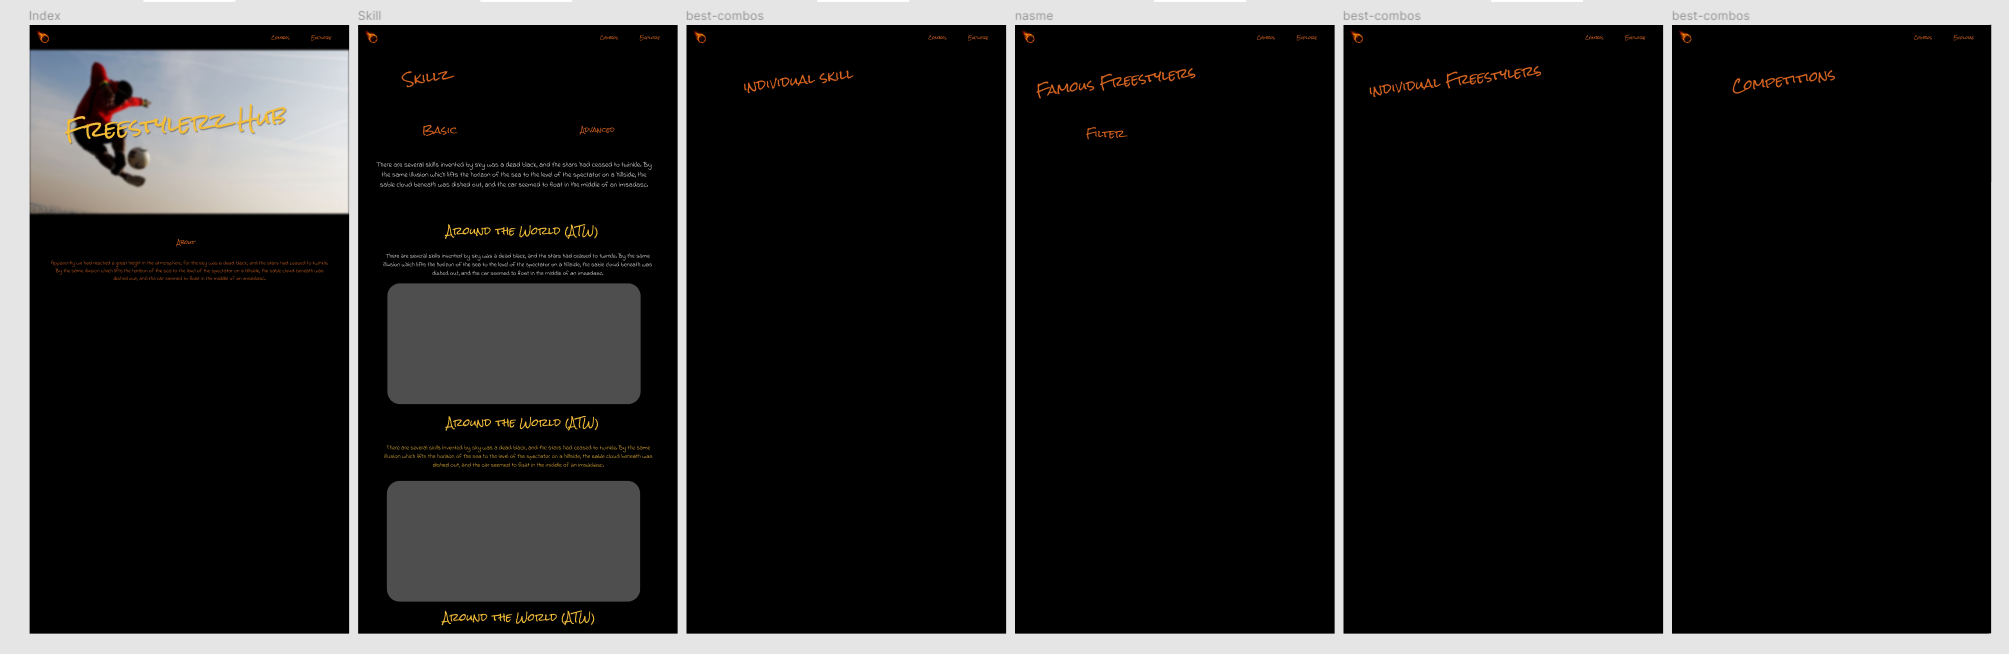 Index
Skill
best-combos
nasme
best-combos
best-combos
Combos Explore
Freestylerz Hub
About
Apparently we had reached a great height in the atmosphere, for the sky was a dead black, and the stars had ceased to twinkle.
By the same illusion which lifts the horizon of the sea to the level of the spectator on a hillside, the sable cloud beneath was
dished out, and the car seemed to float in the middle of an imsadasc.
Combos Explore
Skillz
Basic Advanced
There are several skills invented by sky was a dead black, and the stars had ceased to twinkle. By
the same illusion which lifts the horizon of the sea to the level of the spectator on a hillside, the
sable cloud beneath was dished out, and the car seemed to float in the middle of an imsadasc.
Around the World (ATW)
There are several skills invented by sky was a dead black, and the stars had ceased to twinkle. By the same
illusion which lifts the horizon of the sea to the level of the spectator on a hillside, the sable cloud beneath was
dished out, and the car seemed to float in the middle of an imsadasc.
Around the World (ATW)
There are several skills invented by sky was a dead black, and the stars had ceased to twinkle. By the same
illusion which lifts the horizon of the sea to the level of the spectator on a hillside, the sable cloud beneath was
dished out, and the car seemed to float in the middle of an imsadasc.
Around the World (ATW)
Combos Explore
individual skill
Combos Explore
Famous Freestylers
Filter
Combos Explore
individual Freestylers
Combos Explore
Competitions